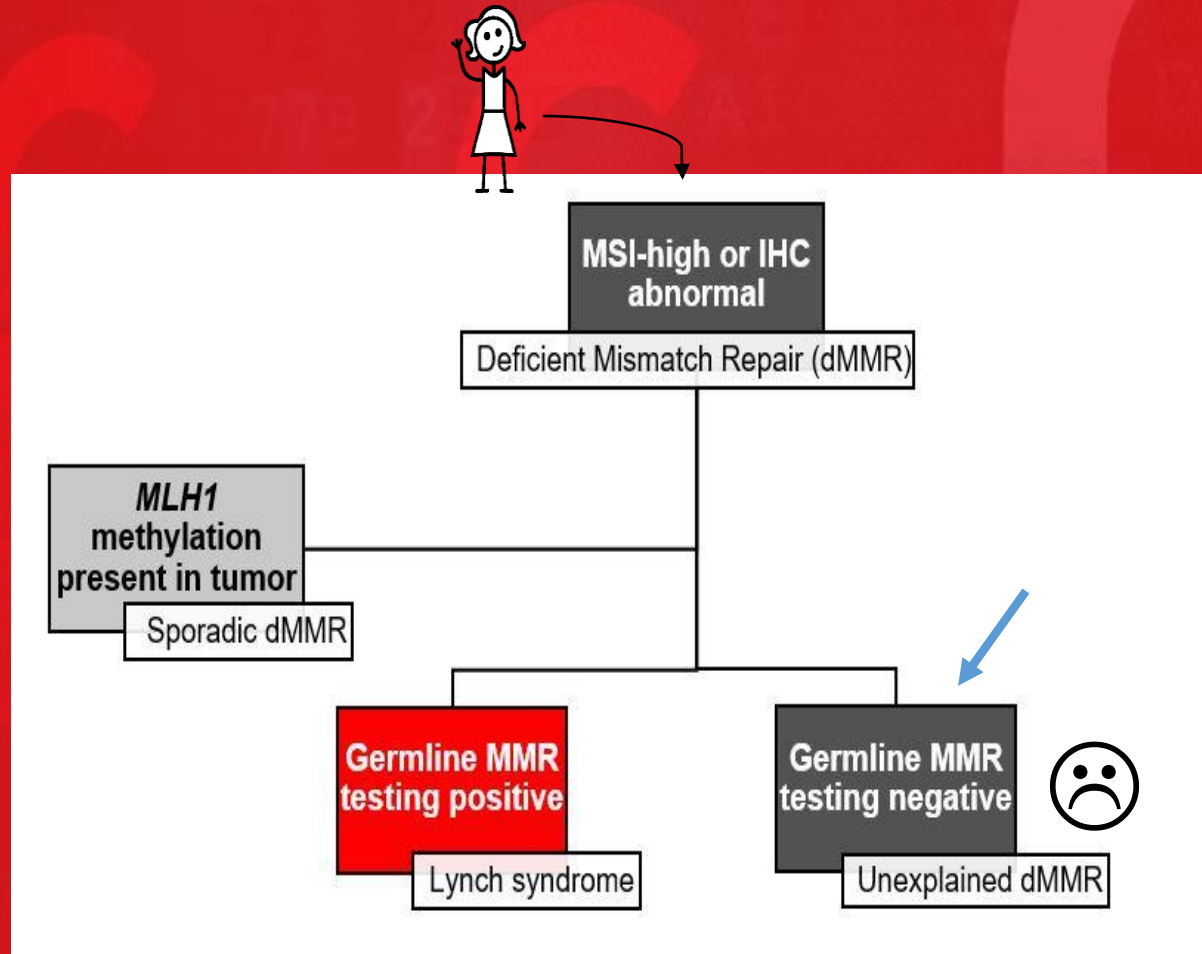 MSI-high or IHC
abnormal
Deficient Mismatch Repair (dMMR)
MLH1
methylation
present in tumor
Sporadic dMMR
Germline MMR
testing positive
Lynch syndrome
Germline MMR
testing negative
Unexplained dMMR